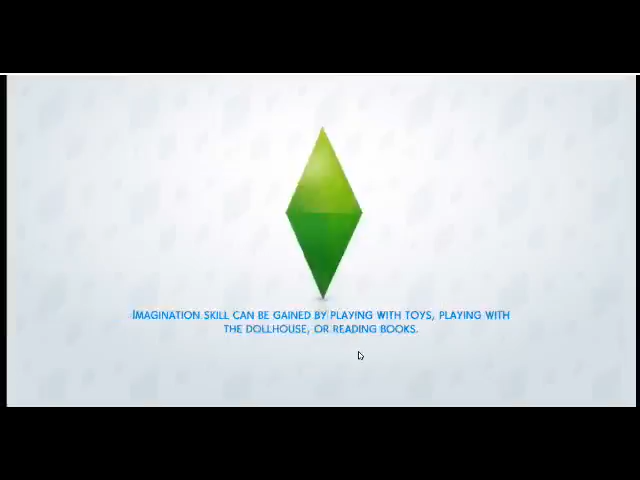 IMAGINATION SKILL CAN BE GAINED BY PLAYING WITH TOYS, PLAYING WITH
THE DOLLHOUSE, OR READING BOOKS.